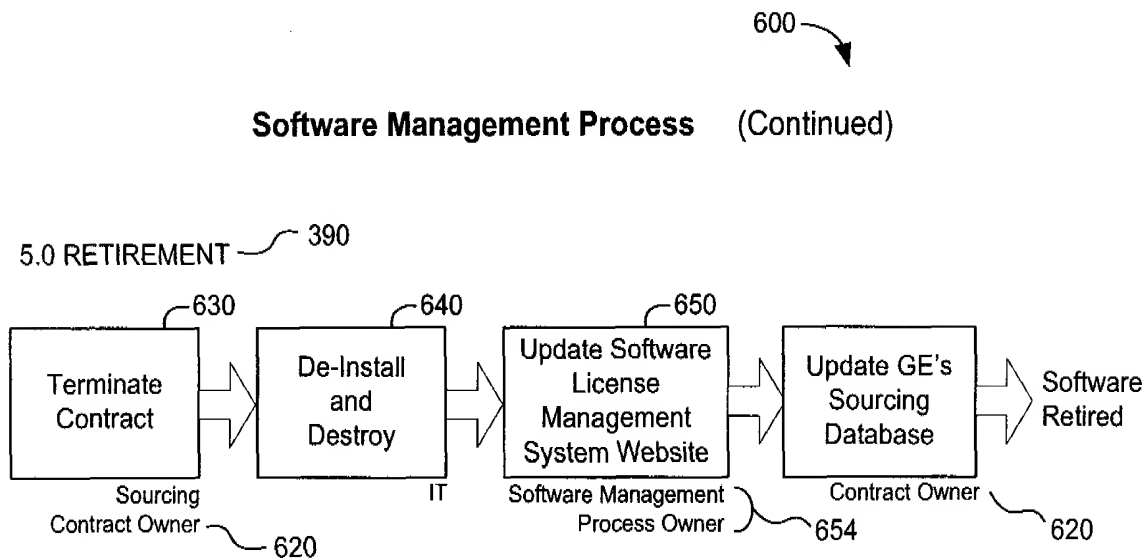 600
Software Management Process (Continued)
5.0 RETIREMENT 390
630
640
650
Terminate
Contract
De-Install
and
Destroy
Update Software
License
Management
System Website
Update GE's
Sourcing
Database
Software
Retired
Sourcing
Contract Owner
620
IT
Software Management
Process Owner
654
Contract Owner
620